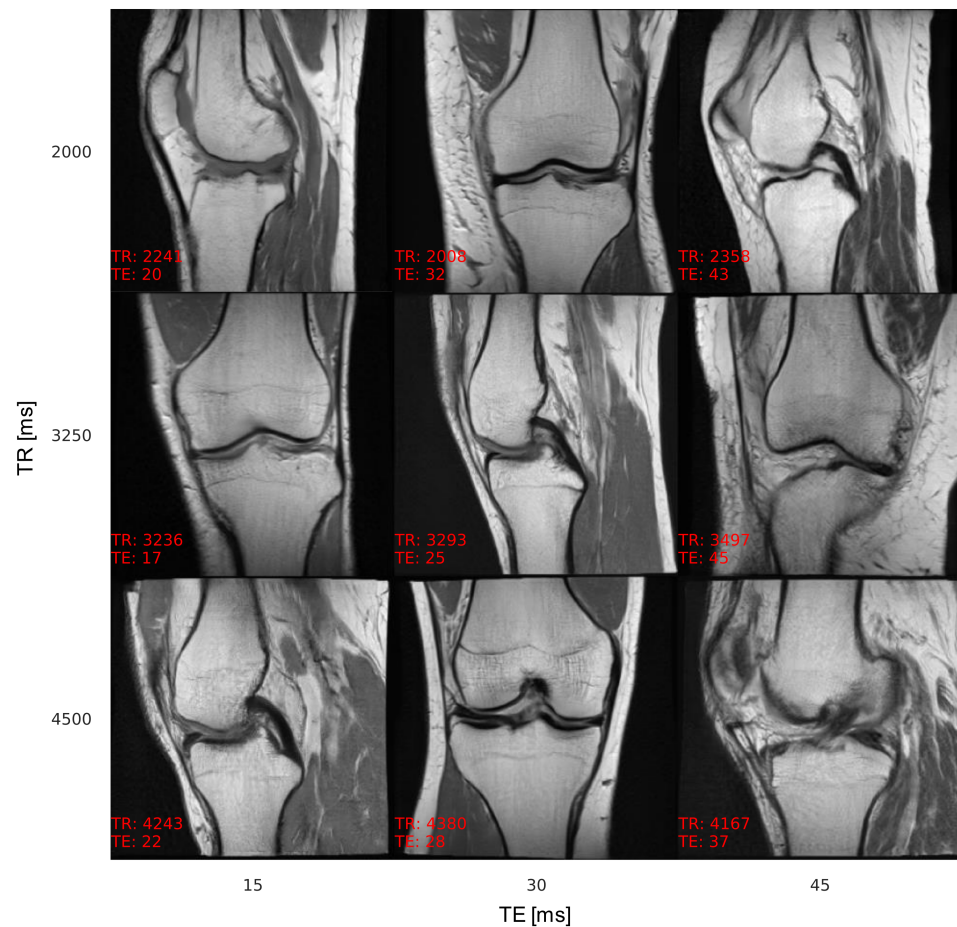 2000
TR: 2241
TE: 20
TR: 2008
TE: 32
TR: 2358
TE: 43
TR [ms]
3250
TR: 3236
TE: 17
TR: 3293
TE: 25
TR: 3497
TE: 45
4500
TR: 4243
TE: 22
TR: 4380
TE: 28
TR: 4167
TE: 37
15
30
45
TE [ms]